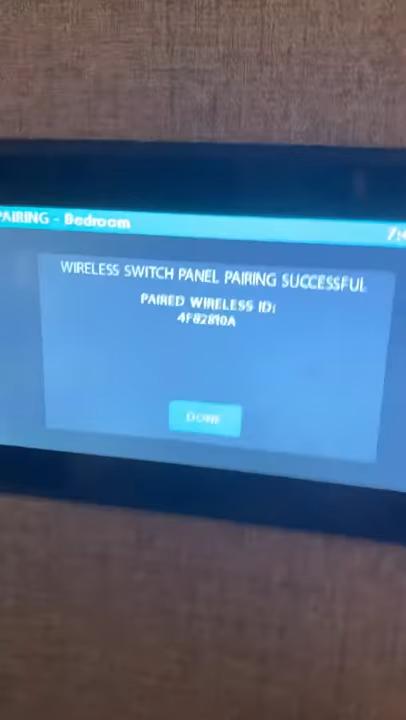 PAIRING - Bedroom
WIRELESS SWITCH PANEL PAIRING SUCCESSFUL
PAIRED WIRELESS ID:
4F82810A
DONE